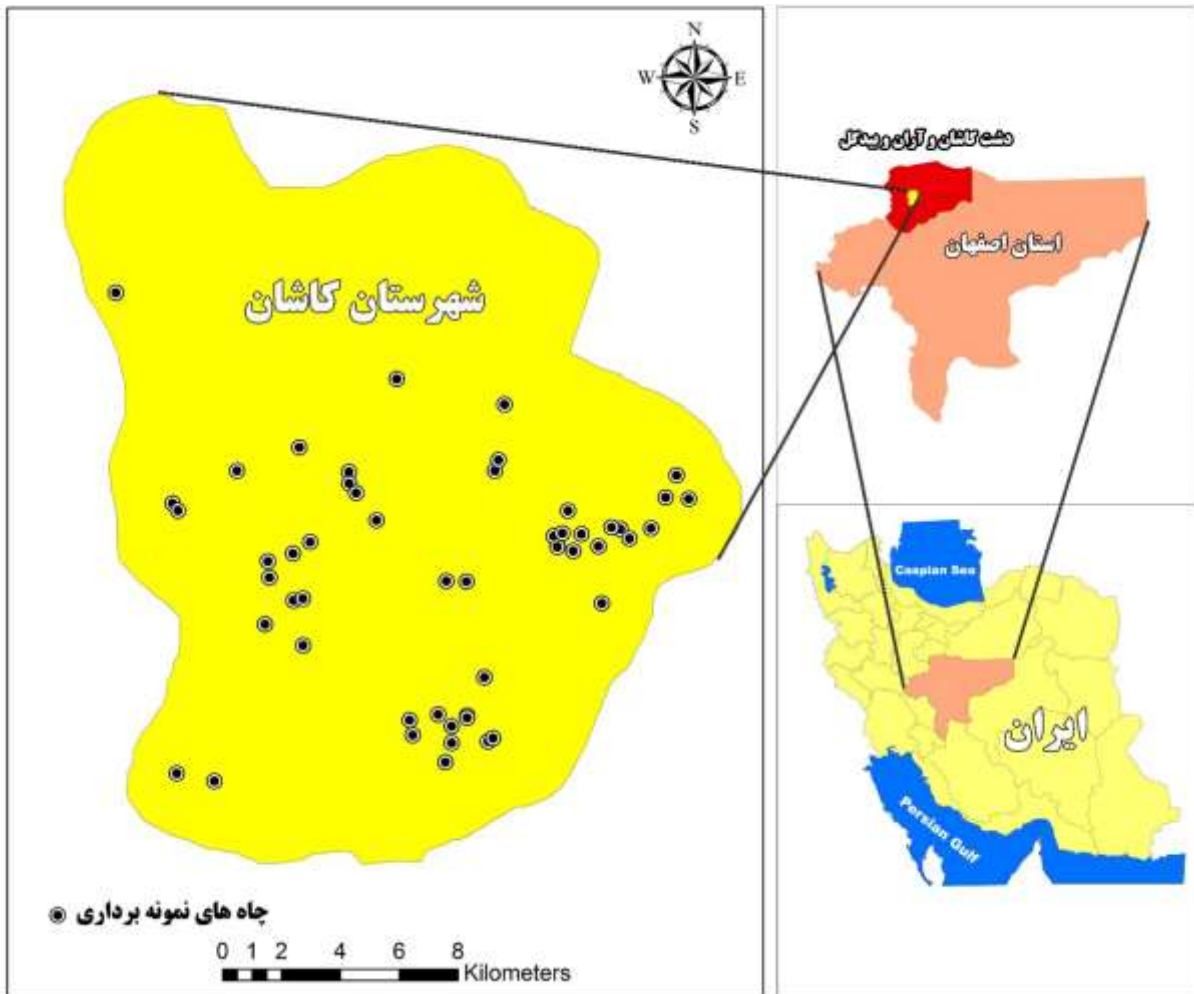 N
W E
S
شهرستان کاشان
چاه های نمونه برداری
0 1 2 4 6 8
Kilometers
دشت کاشان و آران و بیدگل
استان اصفهان
Caspian Sea
ایران
Persian Gulf